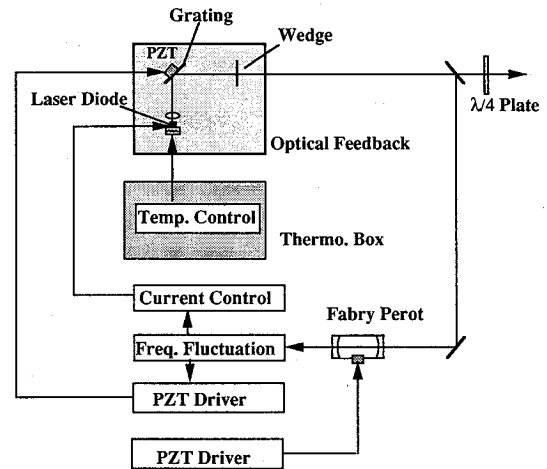 Grating
PZT
Wedge
Laser Diode
λ/4 Plate
Optical Feedback
Temp. Control
Thermo. Box
Current Control
Fabry Perot
Freq. Fluctuation
PZT Driver
PZT Driver